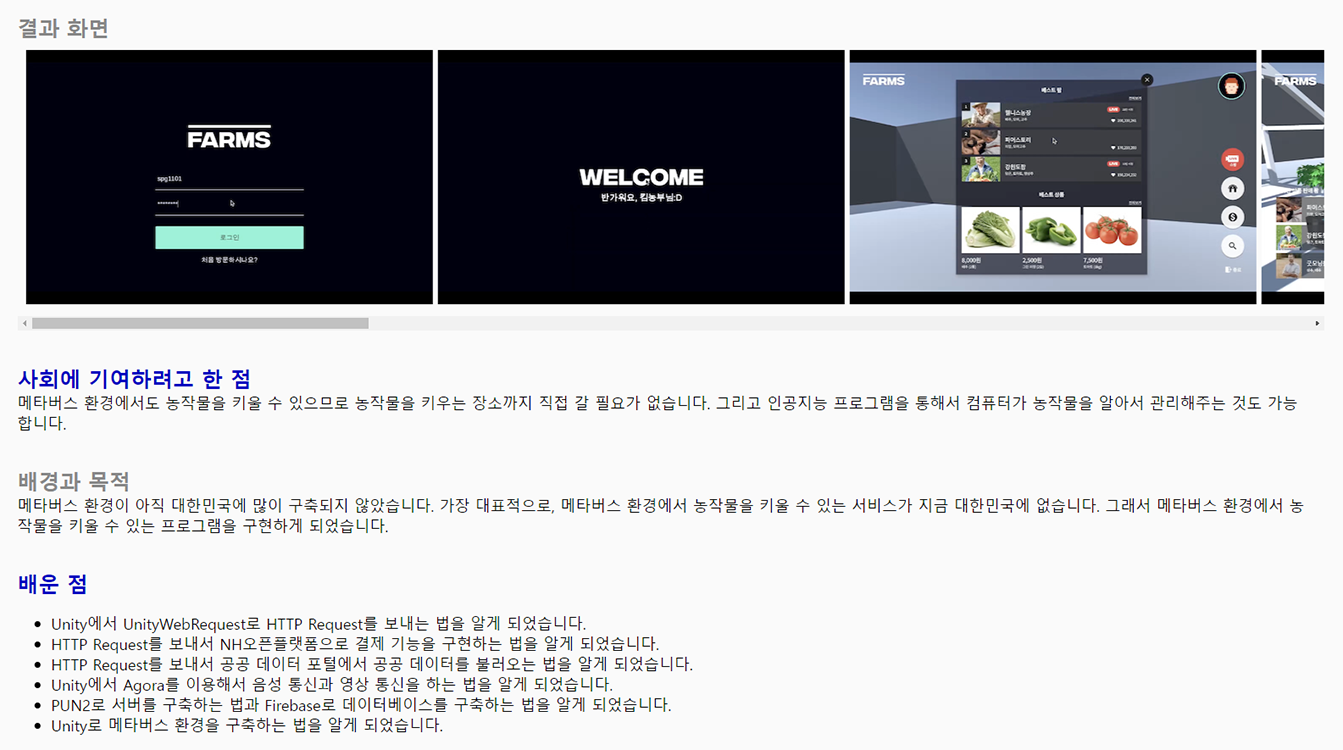 결과 화면
FARMS
spg1101
********
로그인
처음 방문하시나요?
WELCOME
반가워요, 킴농부님:D
FARMS
베스트 팜
1
웰니스농장
LIVE
2
파머스토리
3
강원도팜
LIVE
베스트 상품
8,000원
2,500원
7,500원
FARMS
파머스
강원도
굿모닝
사회에 기여하려고 한 점
메타버스 환경에서도 농작물을 키울 수 있으므로 농작물을 키우는 장소까지 직접 갈 필요가 없습니다. 그리고 인공지능 프로그램을 통해서 컴퓨터가 농작물을 알아서 관리해주는 것도 가능
합니다.
배경과 목적
메타버스 환경이 아직 대한민국에 많이 구축되지 않았습니다. 가장 대표적으로, 메타버스 환경에서 농작물을 키울 수 있는 서비스가 지금 대한민국에 없습니다. 그래서 메타버스 환경에서 농
작물을 키울 수 있는 프로그램을 구현하게 되었습니다.
배운 점
• Unity에서 UnityWebRequest로 HTTP Request를 보내는 법을 알게 되었습니다.
• HTTP Request를 보내서 NH오픈플랫폼으로 결제 기능을 구현하는 법을 알게 되었습니다.
• HTTP Request를 보내서 공공 데이터 포털에서 공공 데이터를 불러오는 법을 알게 되었습니다.
• Unity에서 Agora를 이용해서 음성 통신과 영상 통신을 하는 법을 알게 되었습니다.
• PUN2로 서버를 구축하는 법과 Firebase로 데이터베이스를 구축하는 법을 알게 되었습니다.
• Unity로 메타버스 환경을 구축하는 법을 알게 되었습니다.